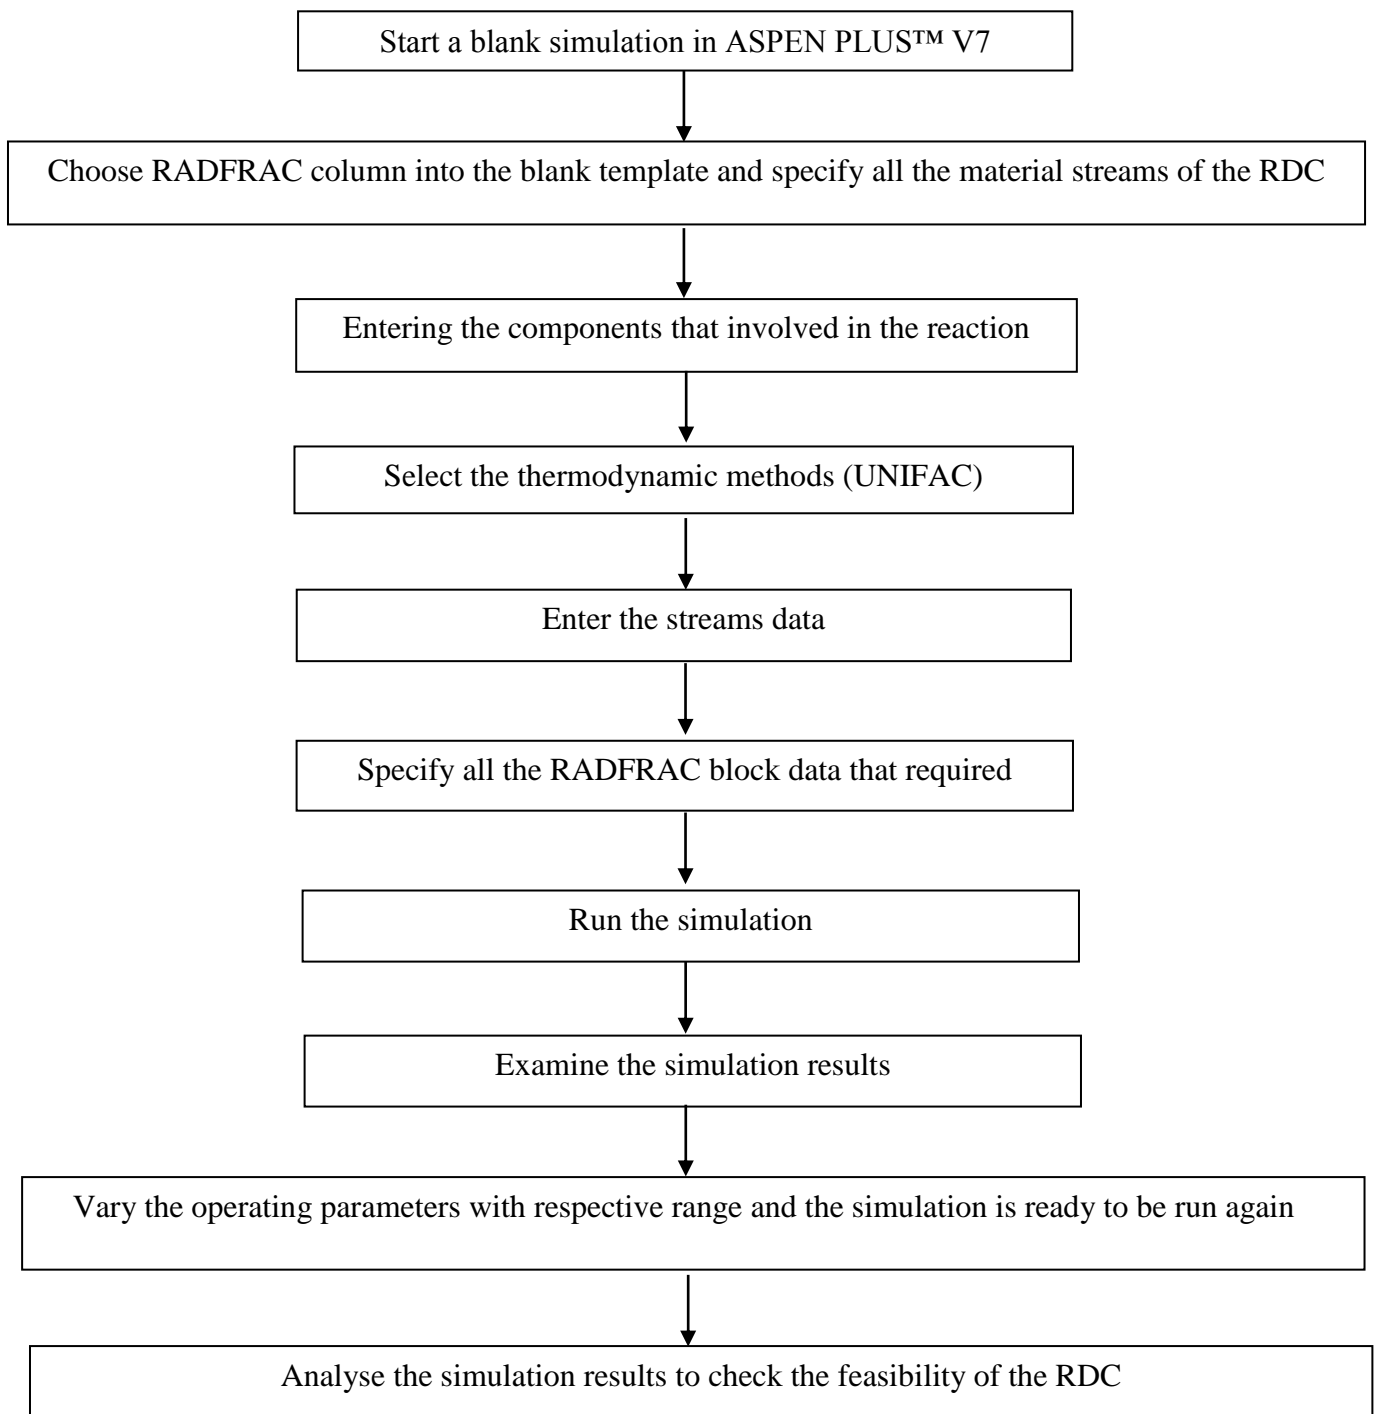 Start a blank simulation in ASPEN PLUS™ V7
Choose RADFRAC column into the blank template and specify all the material streams of the RDC
Entering the components that involved in the reaction
Select the thermodynamic methods (UNIFAC)
Enter the streams data
Specify all the RADFRAC block data that required
Run the simulation
Examine the simulation results
Vary the operating parameters with respective range and the simulation is ready to be run again
Analyse the simulation results to check the feasibility of the RDC